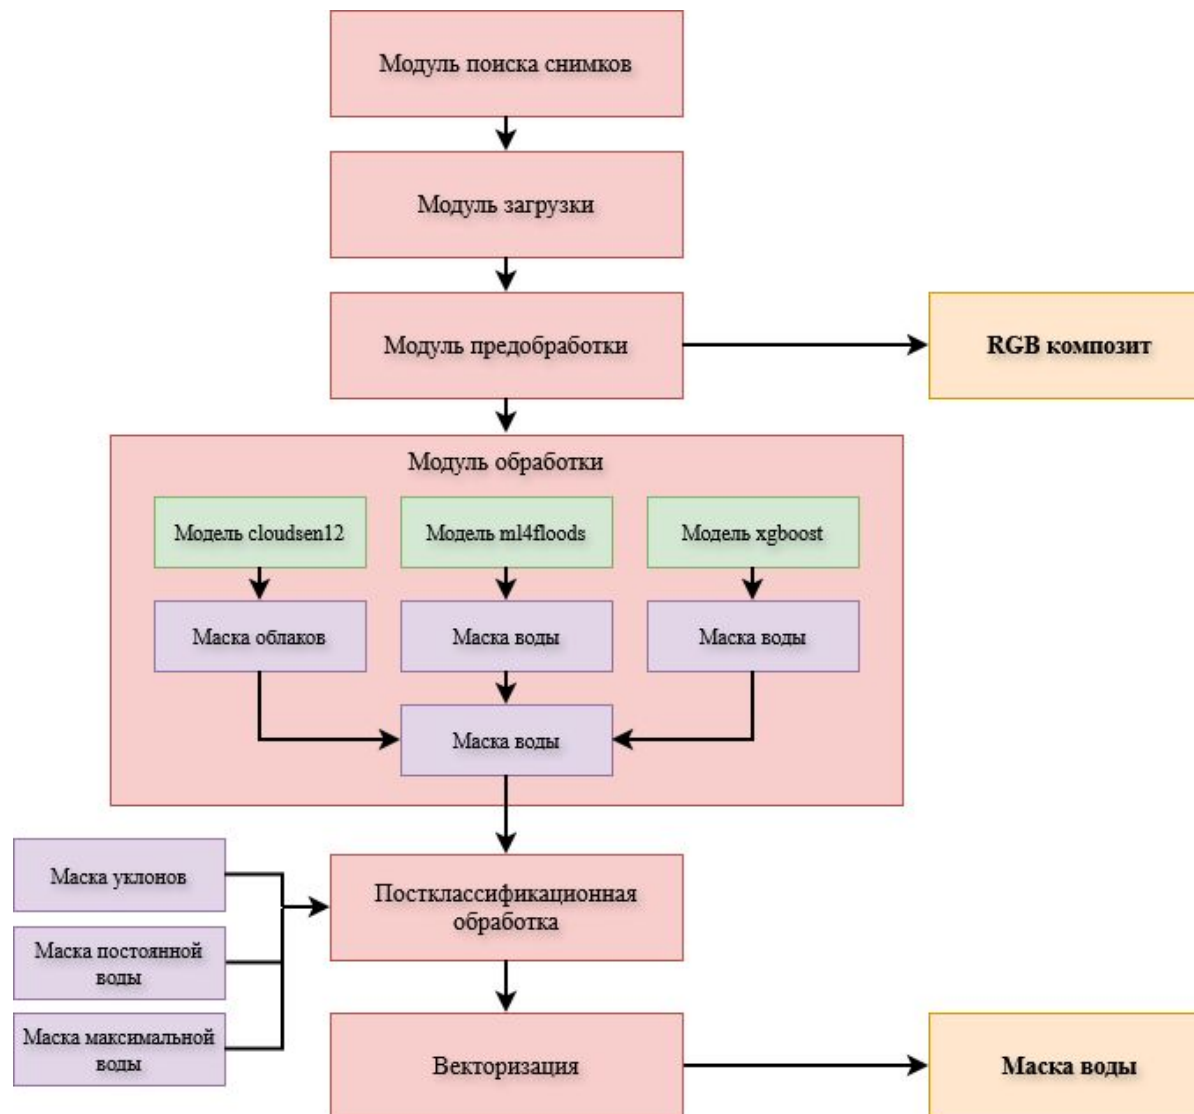 Модуль поиска снимков
Модуль загрузки
Модуль предобработки
RGB композит
Модуль обработки
Модель cloudsen12
Модель ml4floods
Модель xgboost
Маска облаков
Маска воды
Маска воды
Маска воды
Маска уклонов
Маска постоянной
воды
Маска максимальной
воды
Постклассификационная
обработка
Векторизация
Маска воды